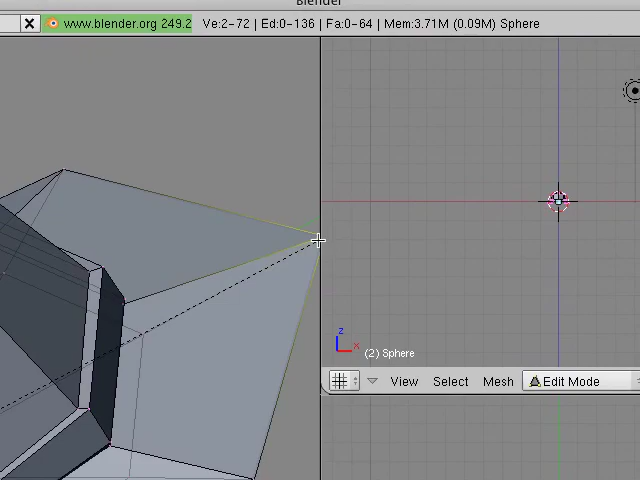 Blender
www.blender.org 249.2 Ve:2-72 | Ed:0-136 | Fa:0-64 | Mem:3.71M (0.09M) Sphere
z
x
(2) Sphere
View Select Mesh Edit Mode